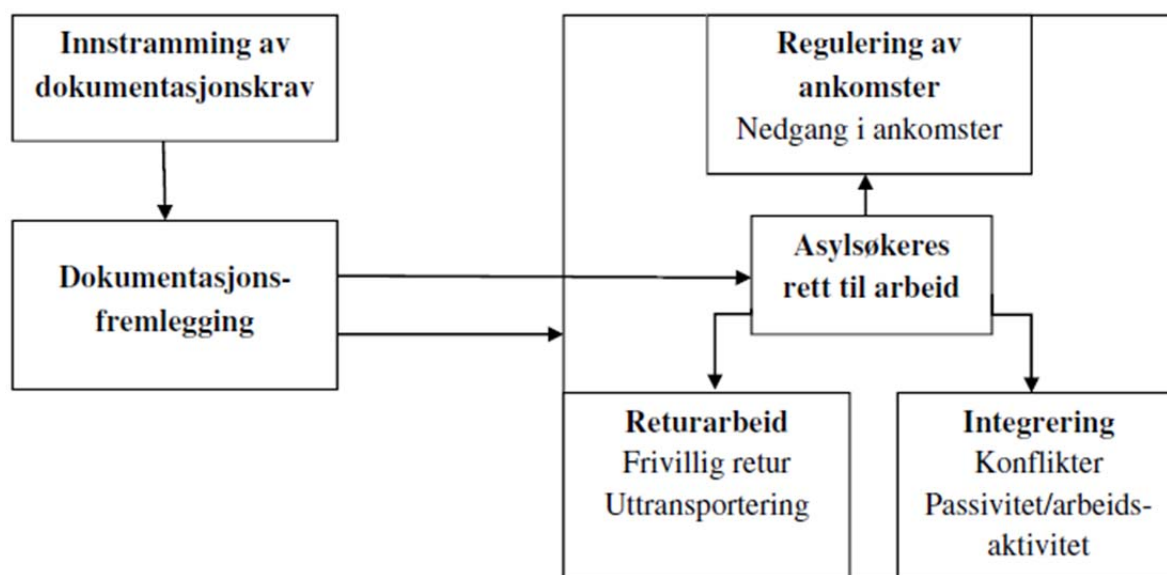 Innstramming av
dokumentasjonskrav
Dokumentasjons-
fremlegging
Regulering av
ankomster
Nedgang i ankomster
Asylsøkeres
rett til arbeid
Returarbeid
Frivillig retur
Uttransportering
Integrering
Konflikter
Passivitet/arbeids-
aktivitet